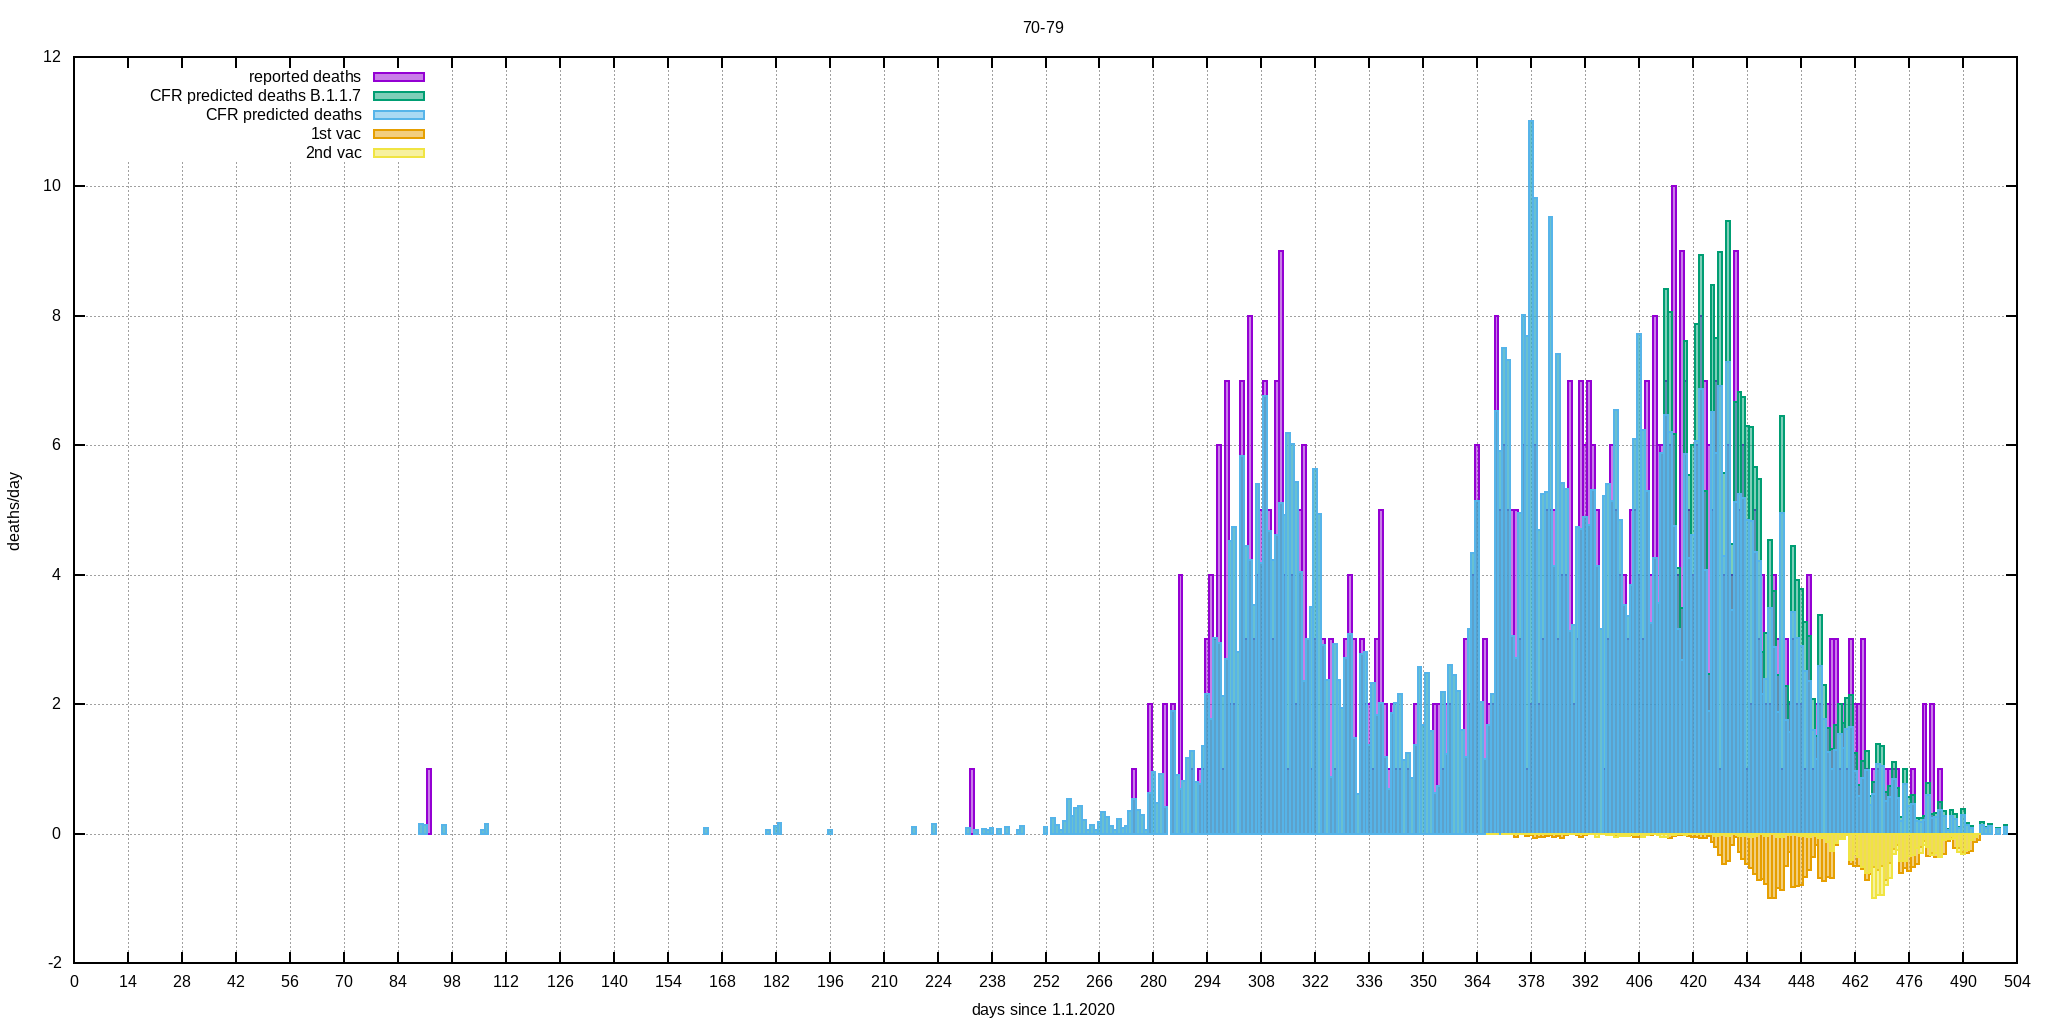 70-79
reported deaths
CFR predicted deaths B.1.1.7
CFR predicted deaths
1st vac
2nd vac
12
10
8
6
4
2
0
-2
deaths/day
0 14 28 42 56 70 84 98 112 126 140 154 168 182 196 210 224 238 252 266 280 294 308 322 336 350 364 378 392 406 420 434 448 462 476 490 504
days since 1.1.2020